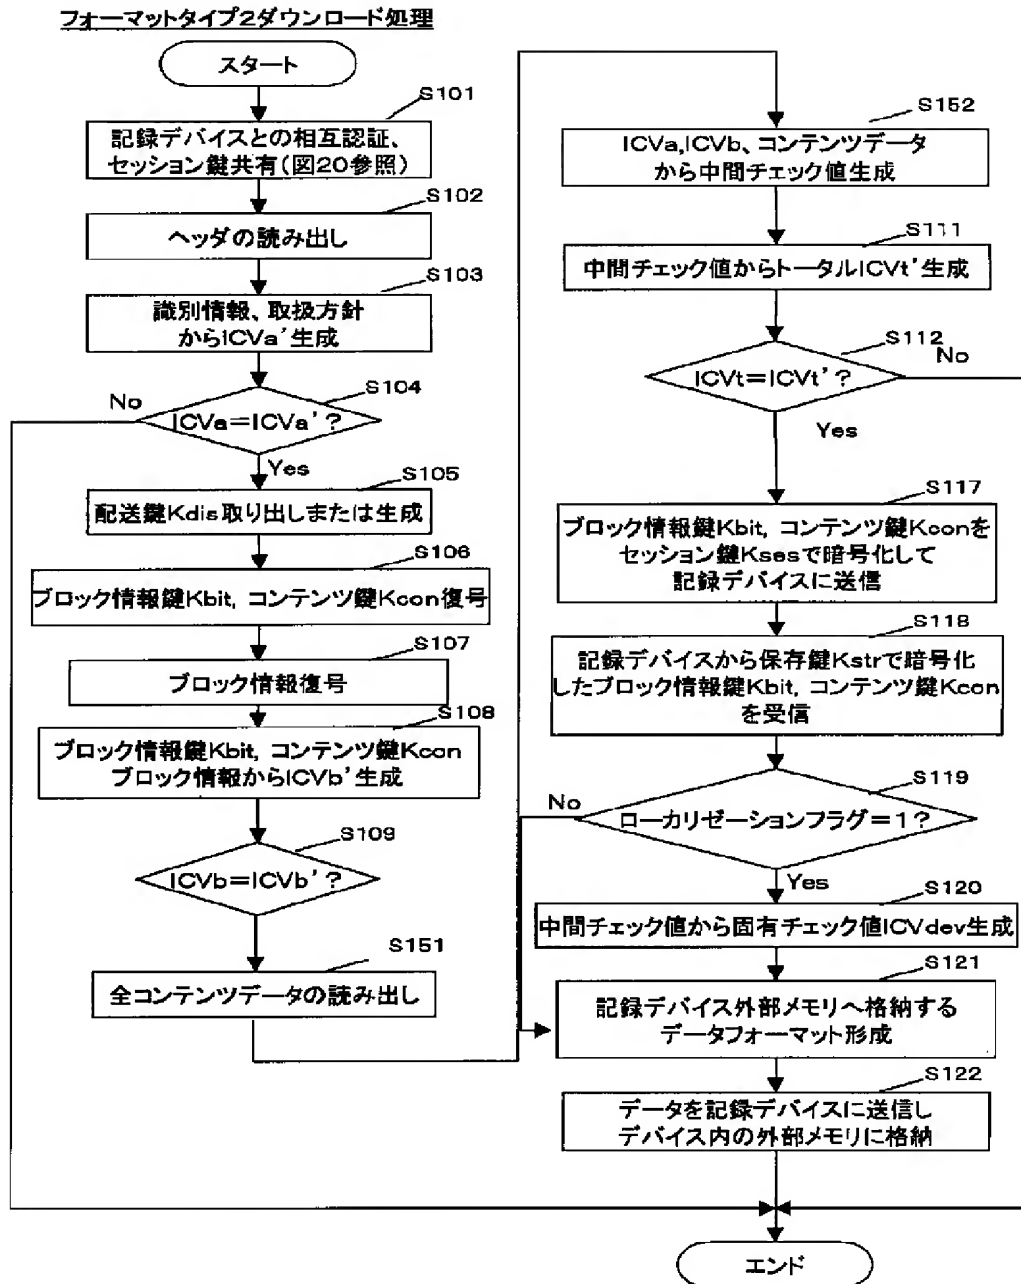 フォーマットタイプ2ダウンロード処理
スタート
S101
記録デバイスとの相互認証、
セッション鍵共有(図20参照)
S102
ヘッダの読み出し
S103
識別情報、取扱方針
からICVa'生成
S104
No
ICVa=ICVa'?
Yes
S105
配送鍵Kdis取り出しまたは生成
S106
ブロック情報鍵Kbit, コンテンツ鍵Kcon復号
S107
ブロック情報復号
S108
ブロック情報鍵Kbit, コンテンツ鍵Kcon
ブロック情報からICVb'生成
S109
ICVb=ICVb'?
S151
全コンテンツデータの読み出し
S152
ICVa,ICVb、コンテンツデータ
から中間チェック値生成
S111
中間チェック値からトータルICVt'生成
S112
No
ICVt=ICVt'?
Yes
S117
ブロック情報鍵Kbit, コンテンツ鍵Kconを
セッション鍵Ksesで暗号化して
記録デバイスに送信
S118
記録デバイスから保存鍵Kstrで暗号化
したブロック情報鍵Kbit, コンテンツ鍵Kcon
を受信
S119
No
ローカリゼーションフラグ=1?
Yes
S120
中間チェック値から固有チェック値ICVdev生成
S121
記録デバイス外部メモリへ格納する
データフォーマット形成
S122
データを記録デバイスに送信し
デバイス内の外部メモリに格納
エンド